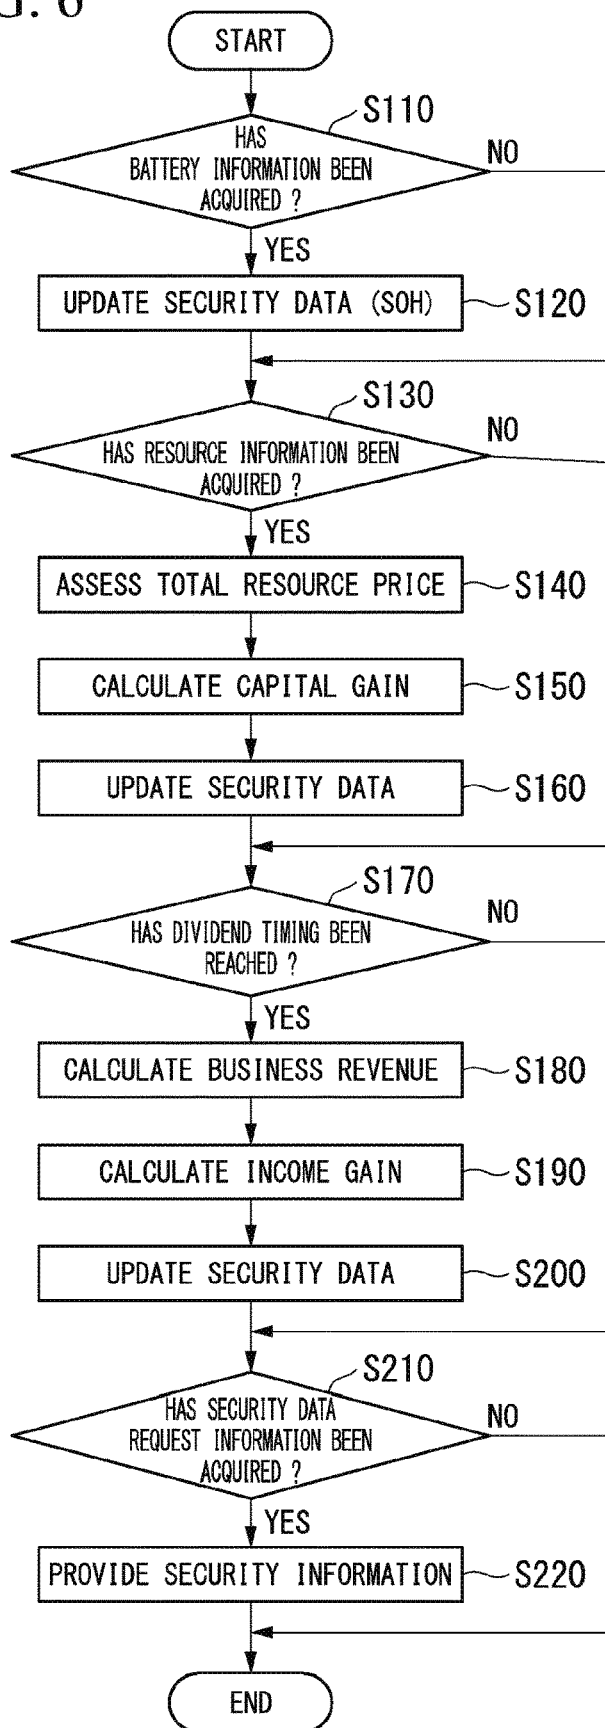 G. 6
START
S110
HAS
BATTERY INFORMATION BEEN
ACQUIRED ?
NO
YES
UPDATE SECURITY DATA (SOH)
S120
S130
HAS RESOURCE INFORMATION BEEN
ACQUIRED ?
NO
YES
ASSESS TOTAL RESOURCE PRICE
S140
CALCULATE CAPITAL GAIN
S150
UPDATE SECURITY DATA
S160
S170
HAS DIVIDEND TIMING BEEN
REACHED ?
NO
YES
CALCULATE BUSINESS REVENUE
S180
CALCULATE INCOME GAIN
S190
UPDATE SECURITY DATA
S200
S210
HAS SECURITY DATA
REQUEST INFORMATION BEEN
ACQUIRED ?
NO
YES
PROVIDE SECURITY INFORMATION
S220
END